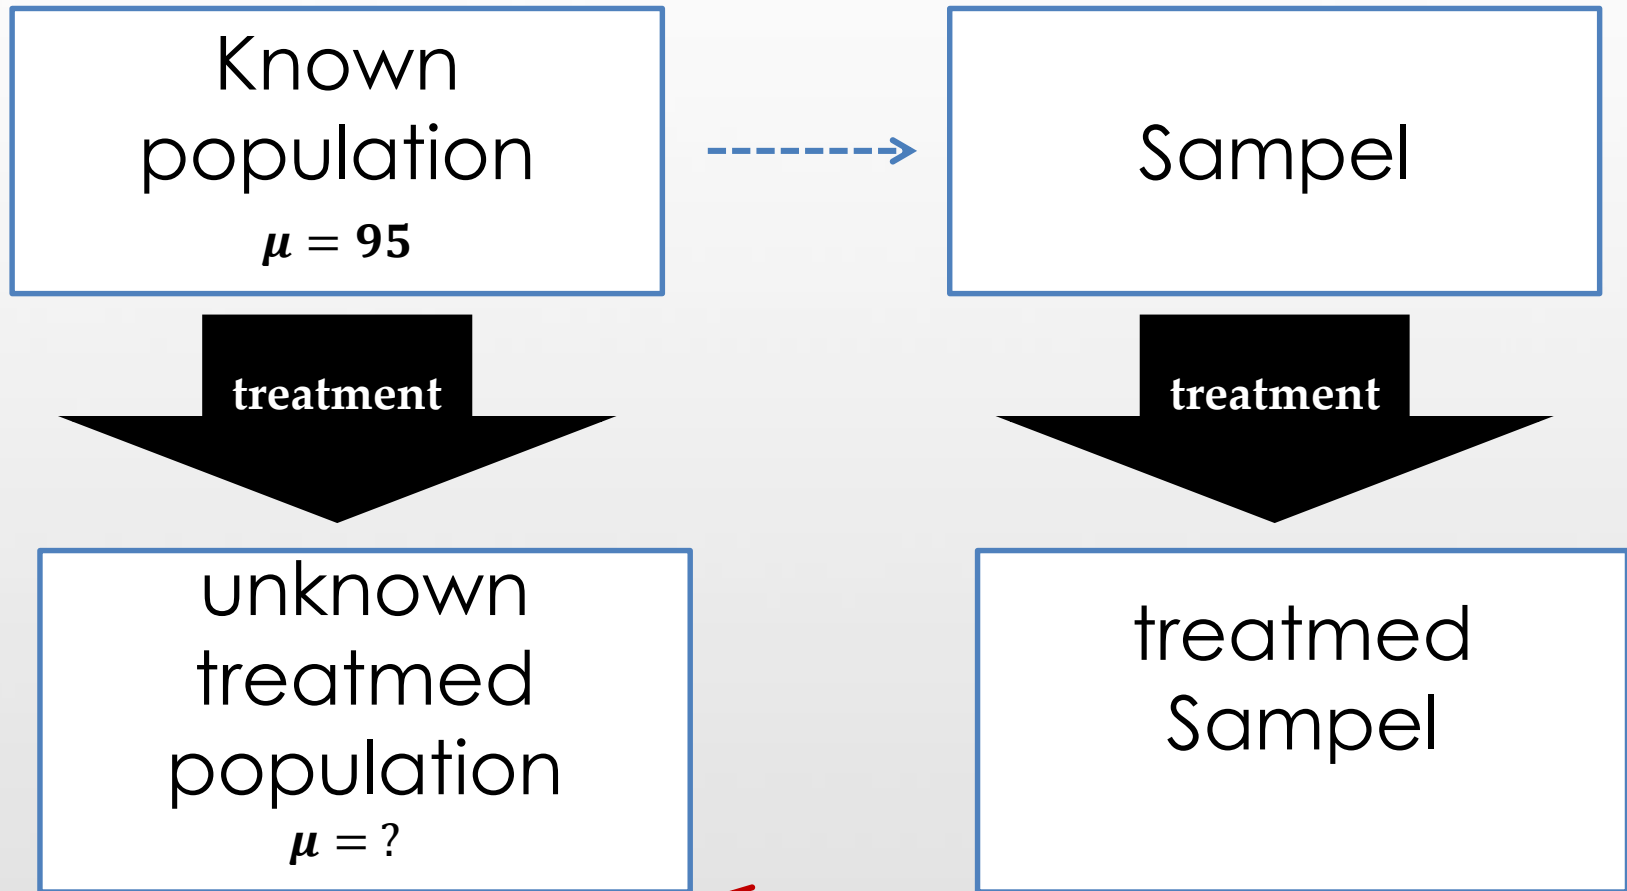 Known
population
μ = 95
Sampel
treatment
treatment
unknown
treatmed
population
μ = ?
treatmed
Sampel